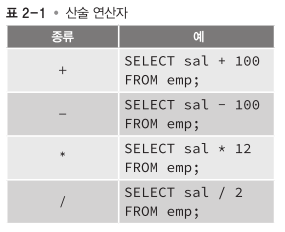 표 2-1 • 산술 연산자
종류 예
+ SELECT sal + 100
FROM emp;
- SELECT sal - 100
FROM emp;
* SELECT sal * 12
FROM emp;
/ SELECT sal / 2
FROM emp;